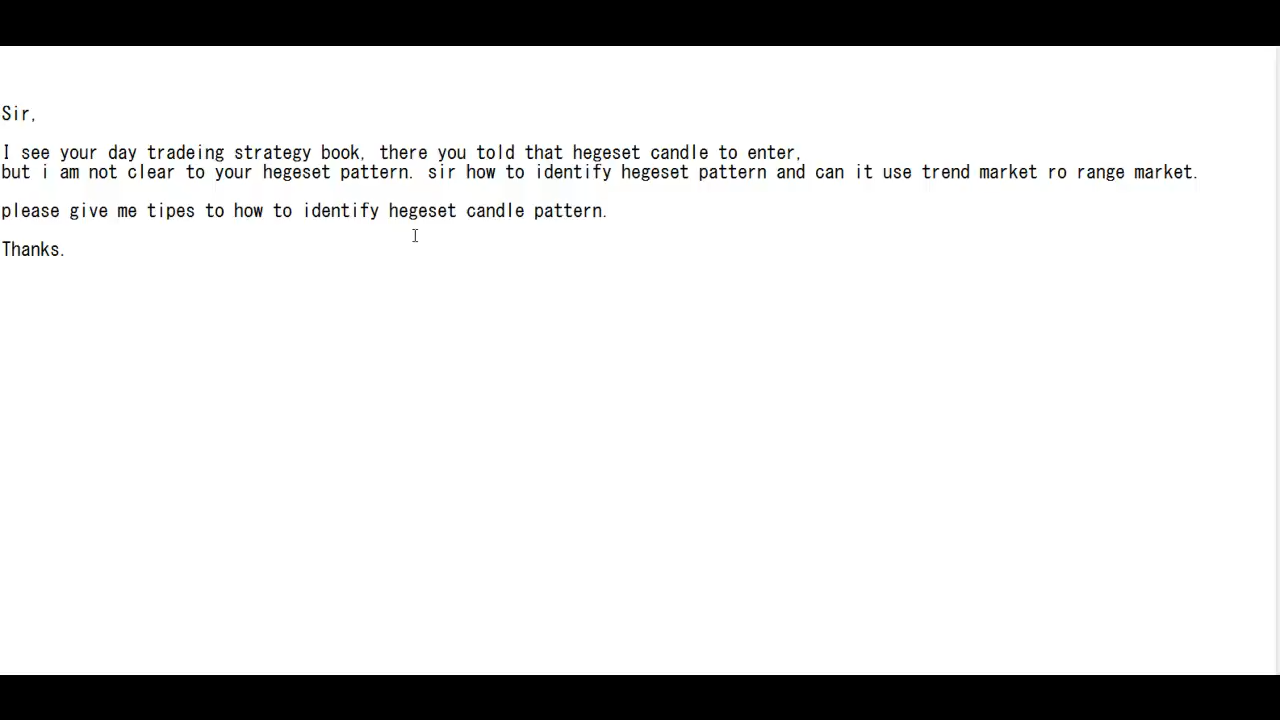 Sir,
I see your day tradeing strategy book, there you told that hegeset candle to enter,
but i am not clear to your hegeset pattern. sir how to identify hegeset pattern and can it use trend market ro range market.
please give me tipes to how to identify hegeset candle pattern.
Thanks.